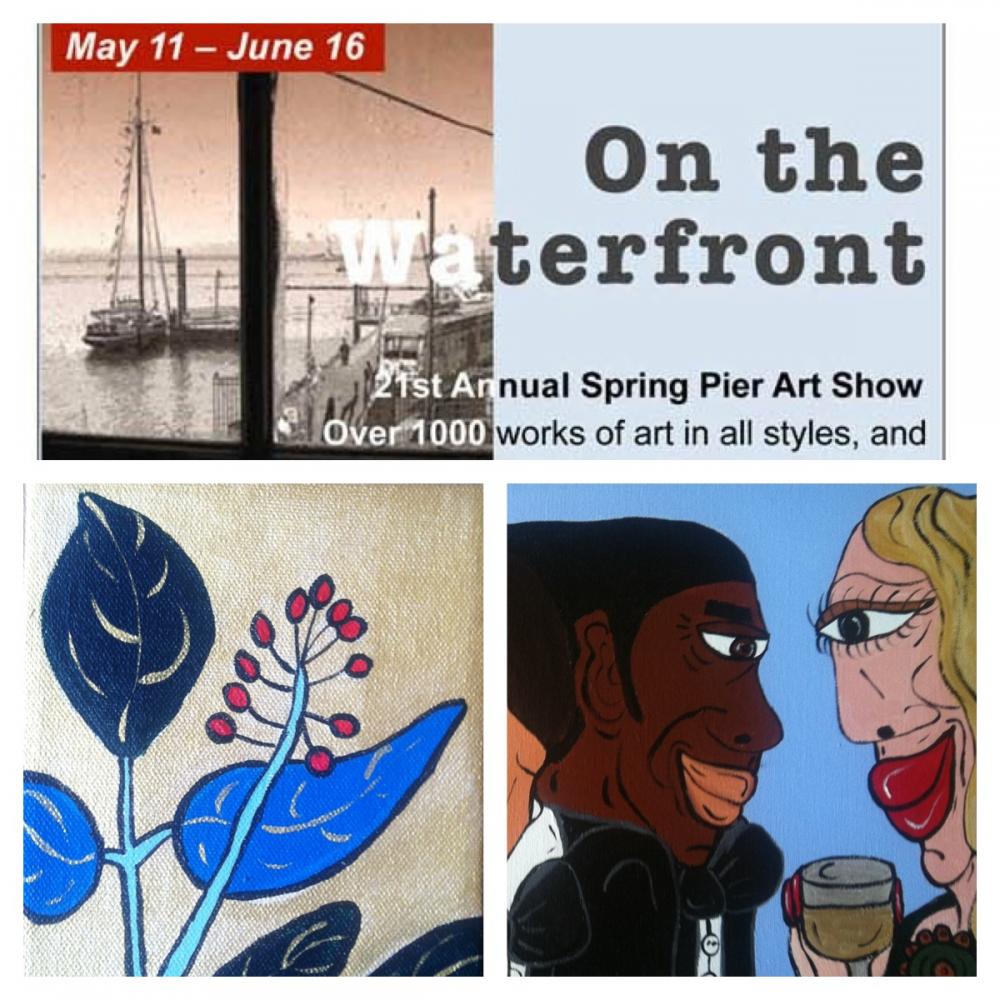 May 11 – June 16
On the
Waterfront
21st Annual Spring Pier Art Show
Over 1000 works of art in all styles, and